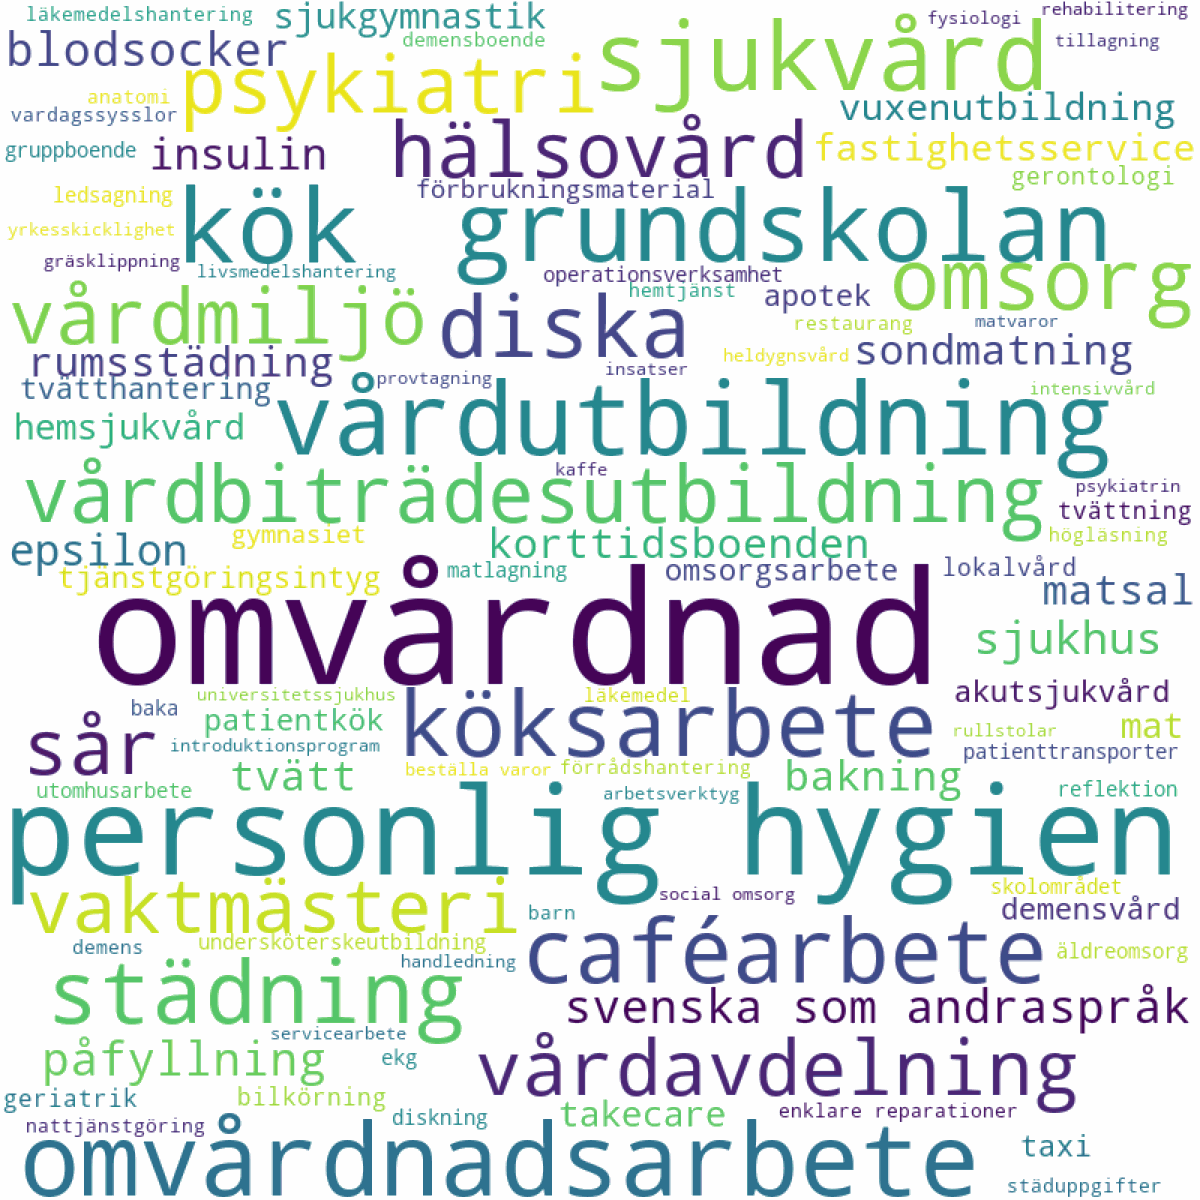 läkemedelshantering
sjukgymnastik
fysiologi
rehabilitering
blodsocker
demensboende
sjukvård
tillagning
psykiatri
anatomi
vuxenutbildning
vardagssysslor
hälsovård
gruppboende
insulin
fastighetsservice
ledsagning
förbrukningsmaterial
gerontologi
yrkesskicklighet
kök
grundskolan
gräsklippning
livsmedelshantering
operationsverksamhet
omsorg
vårdmiljö
diska
hemtjänst
apotek
restaurang
matvaror
rumsstädning
heldygnsvård
sondmatning
tvätthantering
provtagning
insatser
intensivvård
hemsjukvård
vårdutbildning
vårdbiträdesutbildning
kaffe
psykiatrin
tvättning
epsilon
gymnasiet
korttidsboenden
högläsning
tjänstgöringsintyg
matlagning
omsorgsarbete
lokalvård
matsal
omvårdnad
sjukhus
universitetssjukhus
läkemedel
akutsjukvård
baka
patientkök
köksarbete
rullstolar
mat
sår
introduktionsprogram
patienttransporter
tvätt
beställa varor
förrådshantering
bakning
utomhusarbete
arbetsverktyg
reflektion
personlig hygien
vaktmästeri
social omsorg
skolområdet
barn
demensvård
demens
undersköterskeutbildning
handledning
caféarbete
äldreomsorg
städning
svenska som andraspråk
servicearbete
påfyllning
ekg
vårdavdelning
geriatrik
bilkörning
diskning
takecare
enklare reparationer
nattjänstgöring
omvårdnadsarbete
taxi
städuppgifter